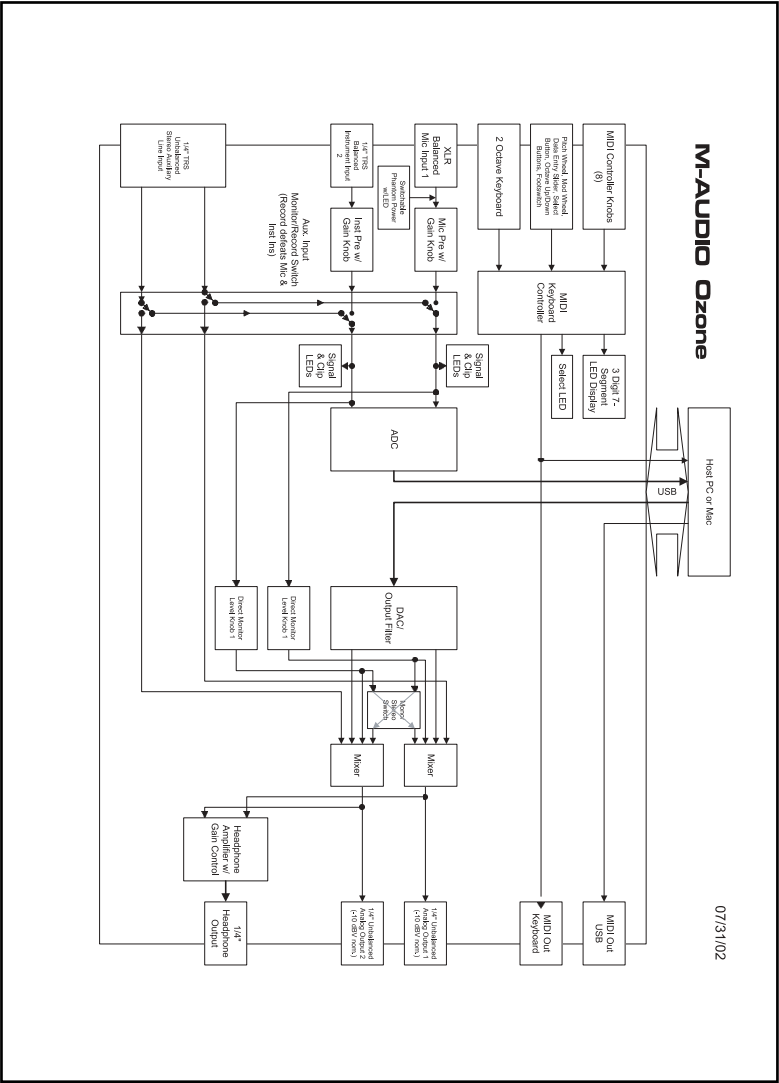 M-AUDIO Ozone
07/31/02
Host PC or Mac
USB
MIDI Controller Knobs
(8)
Pitch Wheel, Mod Wheel,
Data Entry Slider, Select
Button, Octave Up/Down
Buttons, Footswitch
2 Octave Keyboard
XLR
Balanced
Mic Input 1
Switchable
Phantom Power
w/LED
1/4" TRS
Balanced
Instrument Input
2
1/4" TRS
Unbalanced
Stereo Auxiliary
Line Input
Mic Pre w/
Gain Knob
Inst Pre w/
Gain Knob
Aux. Input
Monitor/Record Switch
(Record defeats Mic &
Inst Ins)
MIDI
Keyboard
Controller
3 Digit 7-
Segment
LED Display
Select LED
Signal
& Clip
LEDs
Signal
& Clip
LEDs
ADC
DAC/
Output Filter
Direct Monitor
Level Knob 1
Direct Monitor
Level Knob 1
Mono/
Stereo
Switch
Mixer
Mixer
Headphone
Amplifier w/
Gain Control
MIDI Out
USB
MIDI Out
Keyboard
1/4" Unbalanced
Analog Output 1
(-10 dBV nom.)
1/4" Unbalanced
Analog Output 2
(-10 dBV nom.)
1/4"
Headphone
Output